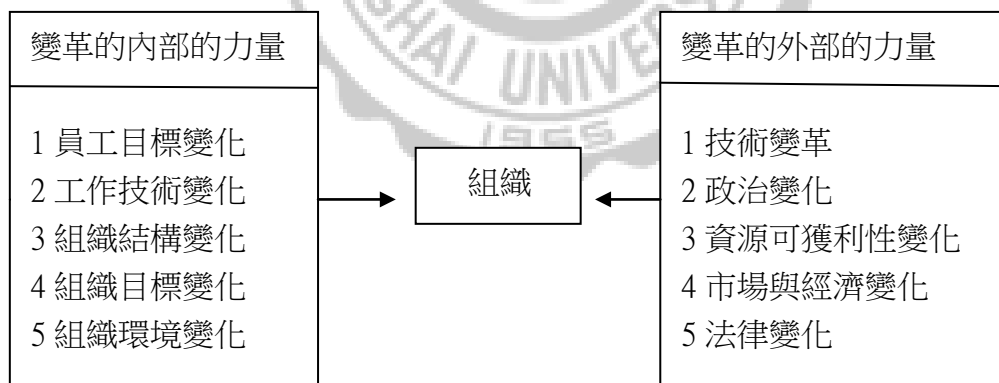 變革的內部的力量
1 員工目標變化
2 工作技術變化
3 組織結構變化
4 組織目標變化
5 組織環境變化
組織
變革的外部的力量
1 技術變革
2 政治變化
3 資源可獲利性變化
4 市場與經濟變化
5 法律變化
HAI UNIVE
1955